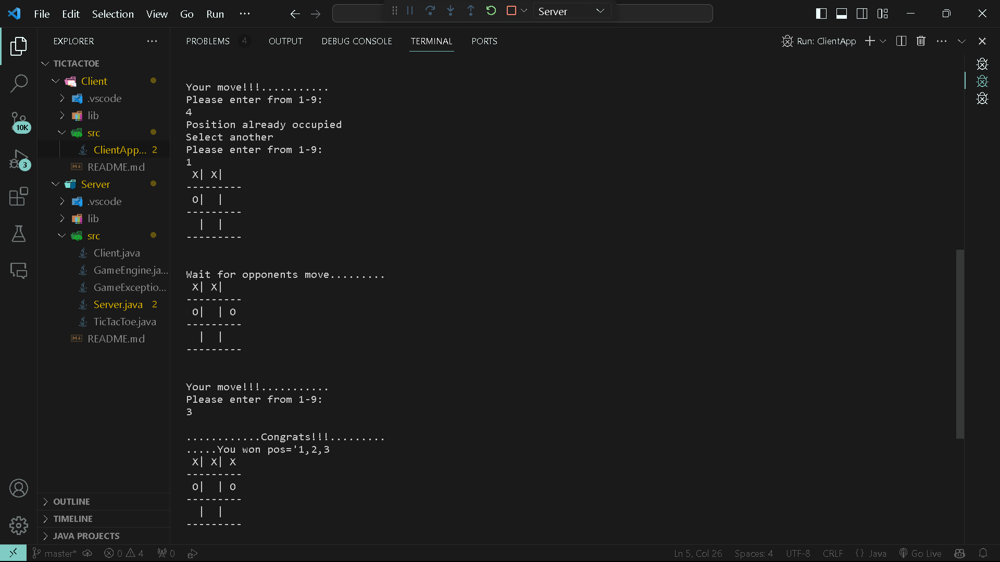 File Edit Selection View Go Run ···
Server
EXPLORER ···
TICTACTOE
Client
.vscode
lib
src
ClientApp... 2
README.md
Server
.vscode
lib
src
Client.java
GameEngine.ja...
GameExceptio...
Server.java 2
TicTacToe.java
README.md
OUTLINE
TIMELINE
JAVA PROJECTS
10K
3
PROBLEMS 4 OUTPUT DEBUG CONSOLE TERMINAL PORTS
Run: ClientApp
Your move!!!...........
Please enter from 1-9:
4
Position already occupied
Select another
Please enter from 1-9:
1
 X| X|
---------
 O|  |
---------
  |  |
---------
Wait for opponents move.........
 X| X|
---------
 O|  | O
---------
  |  |
---------
Your move!!!...........
Please enter from 1-9:
3
............Congrats!!!.........
.....You won pos='1,2,3
 X| X| X
---------
 O|  | O
---------
  |  |
---------
master* 0 4 0
Ln 5, Col 26 Spaces: 4 UTF-8 CRLF {} Java Go Live